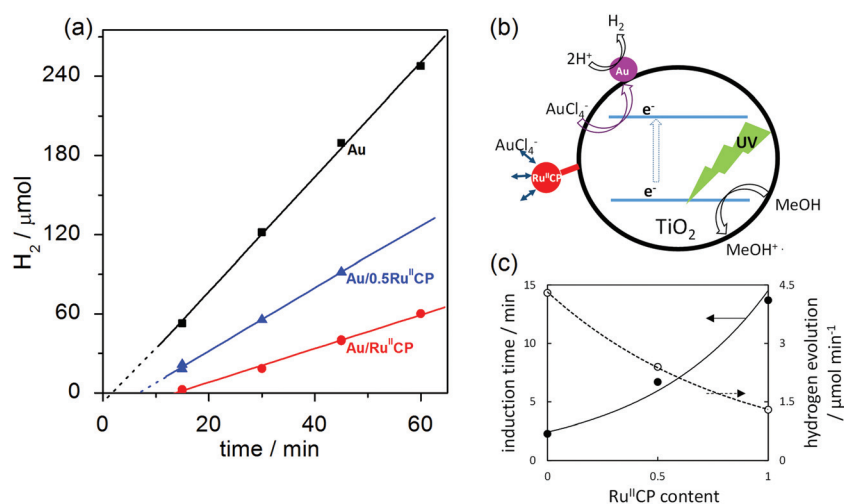 (a)
240
180
120
60
0
H2 / μmol
0
20
40
60
time / min
Au
Au/0.5RuᴵᴵCP
Au/RuᴵᴵCP
(b)
H2
2H⁺
Au
AuCl4⁻
e⁻
UV
AuCl4⁻
RuᴵᴵCP
e⁻
MeOH
TiO2
MeOH⁺·
(c)
15
10
5
0
induction time / min
4.5
3
1.5
0
hydrogen evolution
/ μmol min⁻¹
0
0.5
1
RuᴵᴵCP content